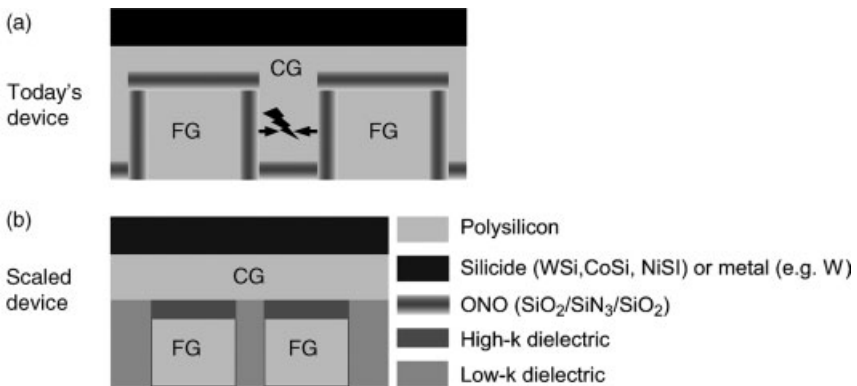 (a)
Today's
device
CG
FG
FG
(b)
Scaled
device
CG
FG
FG
Polysilicon
Silicide (WSi,CoSi, NiSI) or metal (e.g. W)
ONO (SiO₂/SiN₃/SiO₂)
High-k dielectric
Low-k dielectric